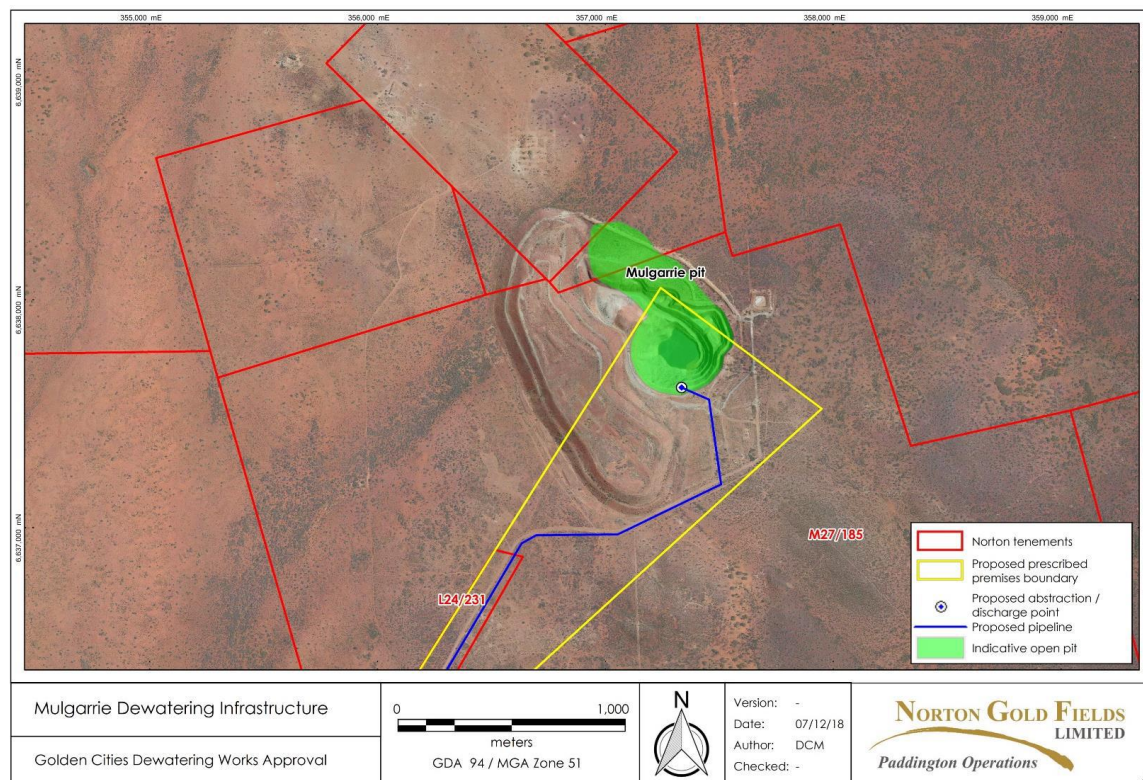 355,000 mE
356,000 mE
357,000 mE
358,000 mE
359,000 mE
6,639,000 mN
6,638,000 mN
6,637,000 mN
Mulgarrie pit
M27/185
L24/231
Norton tenements
Proposed prescribed
premises boundary
Proposed abstraction /
discharge point
Proposed pipeline
Indicative open pit
Mulgarrie Dewatering Infrastructure
Golden Cities Dewatering Works Approval
0 1,000
meters
GDA 94 / MGA Zone 51
N
Version: -
Date: 07/12/18
Author: DCM
Checked: -
NORTON GOLD FIELDS
LIMITED
Paddington Operations